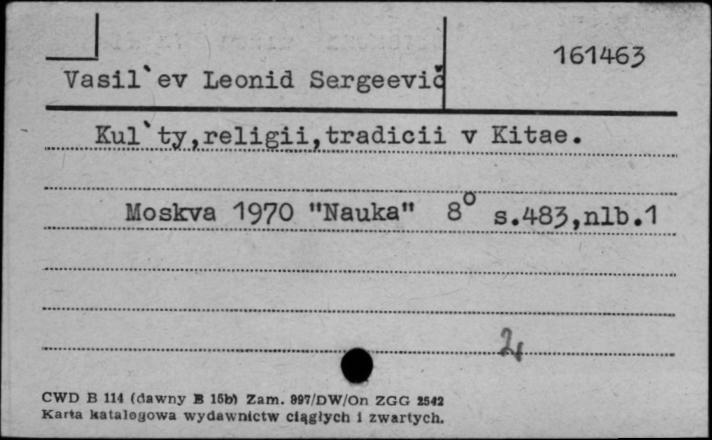 161463
Vasil`ev Leonid Sergeevič
Kul`ty,religii,tradicii v Kitae.
Moskva 1970 "Nauka" 8° s.483,nlb.1
2
CWD B 114 (dawny B 15b) Zam. 997/DW/On ZGG 2542
Karta katalogowa wydawnictw ciągłych i zwartych.